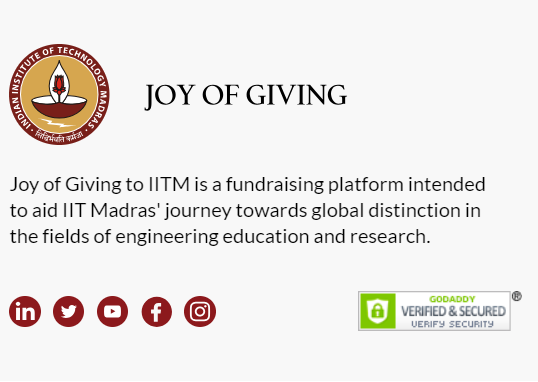 INDIAN INSTITUTE OF TECHNOLOGY MADRAS
सिद्धिर्भवति कर्मजा
JOY OF GIVING
Joy of Giving to IITM is a fundraising platform intended
to aid IIT Madras' journey towards global distinction in
the fields of engineering education and research.
in f
GODADDY ®
VERIFIED & SECURED
VERIFY SECURITY